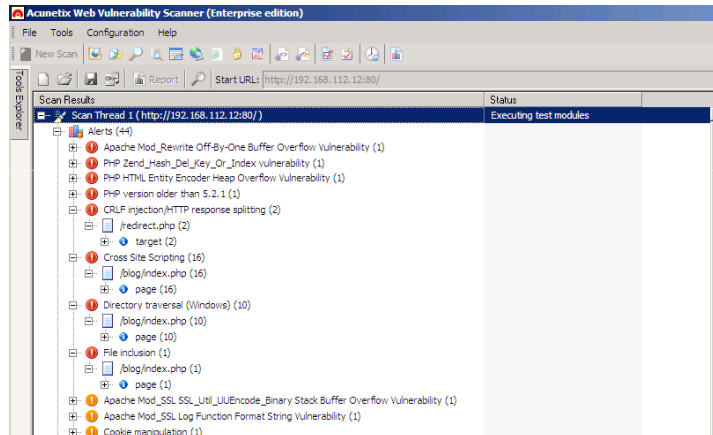 Acunetix Web Vulnerability Scanner (Enterprise edition)
File Tools Configuration Help
New Scan
Tools Explorer
Report Start URL: http://192.168.112.12:80/
Scan Results Status
Scan Thread 1 ( http://192.168.112.12:80/ ) Executing test modules
Alerts (44)
Apache Mod_Rewrite Off-By-One Buffer Overflow Vulnerability (1)
PHP Zend_Hash_Del_Key_Or_Index vulnerability (1)
PHP HTML Entity Encoder Heap Overflow Vulnerability (1)
PHP version older than 5.2.1 (1)
CRLF injection/HTTP response splitting (2)
/redirect.php (2)
target (2)
Cross Site Scripting (16)
/blog/index.php (16)
page (16)
Directory traversal (Windows) (10)
/blog/index.php (10)
page (10)
File inclusion (1)
/blog/index.php (1)
page (1)
Apache Mod_SSL SSL_Util_UUEncode_Binary Stack Buffer Overflow Vulnerability (1)
Apache Mod_SSL Log Function Format String Vulnerability (1)
Cookie manipulation (1)